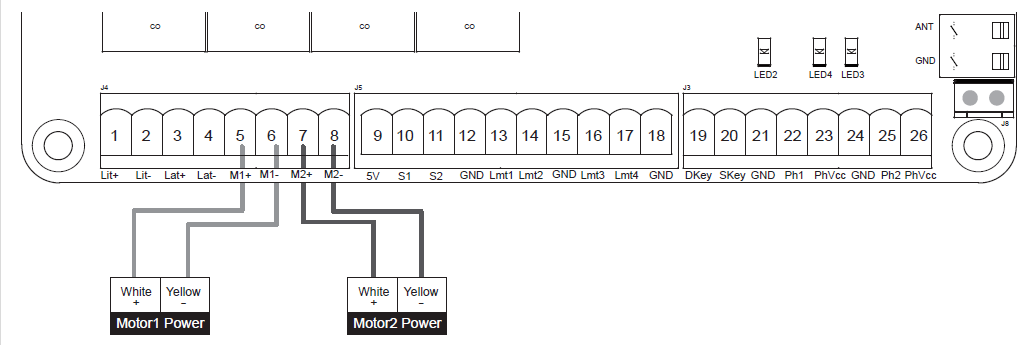 CO CO CO CO
ANT
GND
LED2 LED4 LED3
J4 J5 J3
J8
1 2 3 4 5 6 7 8 9 10 11 12 13 14 15 16 17 18 19 20 21 22 23 24 25 26
Lit+ Lit- Lat+ Lat- M1+ M1- M2+ M2- 5V S1 S2 GND Lmt1 Lmt2 GND Lmt3 Lmt4 GND DKey SKey GND Ph1 PhVcc GND Ph2 PhVcc
White Yellow White Yellow
+ - + -
Motor1 Power Motor2 Power